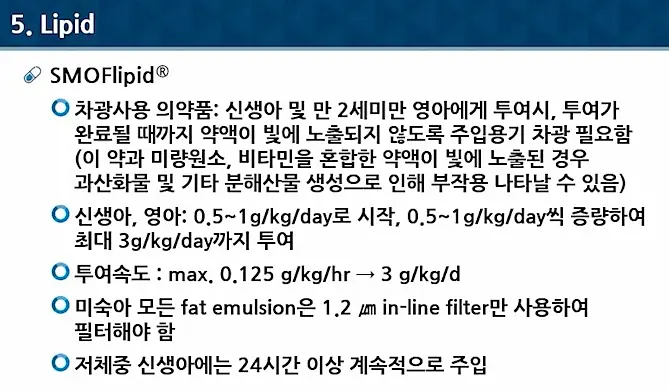 5. Lipid
SMOFlipid®
차광사용 의약품: 신생아 및 만 2세미만 영아에게 투여시, 투여가
완료될 때까지 약액이 빛에 노출되지 않도록 주입용기 차광 필요함
(이 약과 미량원소, 비타민을 혼합한 약액이 빛에 노출된 경우
과산화물 및 기타 분해산물 생성으로 인해 부작용 나타날 수 있음)
신생아, 영아: 0.5~1g/kg/day로 시작, 0.5~1g/kg/day씩 증량하여
최대 3g/kg/day까지 투여
투여속도 : max. 0.125 g/kg/hr → 3 g/kg/d
미숙아 모든 fat emulsion은 1.2 ㎛ in-line filter만 사용하여
필터해야 함
저체중 신생아에는 24시간 이상 계속적으로 주입